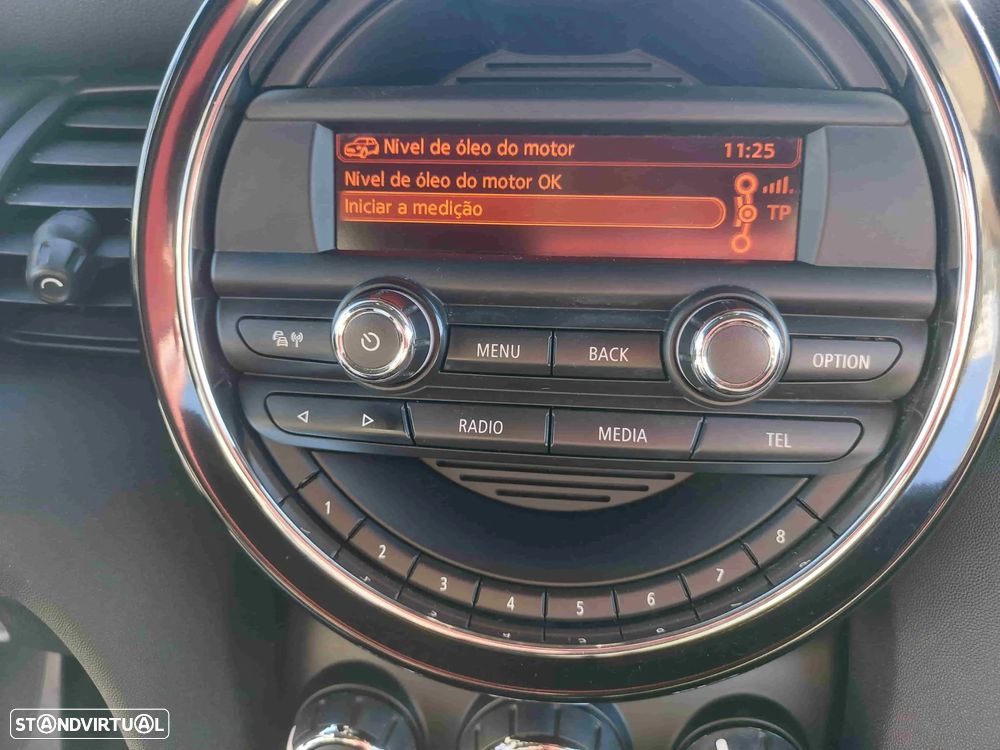 Nível de óleo do motor 11:25
Nível de óleo do motor OK
Iniciar a medição TP
MENU BACK OPTION
RADIO MEDIA TEL
1 2 3 4 5 6 7 8
STANDVIRTUAL